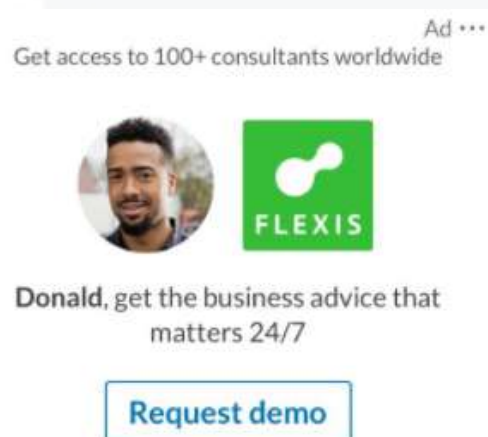 Ad ···
Get access to 100+ consultants worldwide
FLEXIS
Donald, get the business advice that
matters 24/7
Request demo